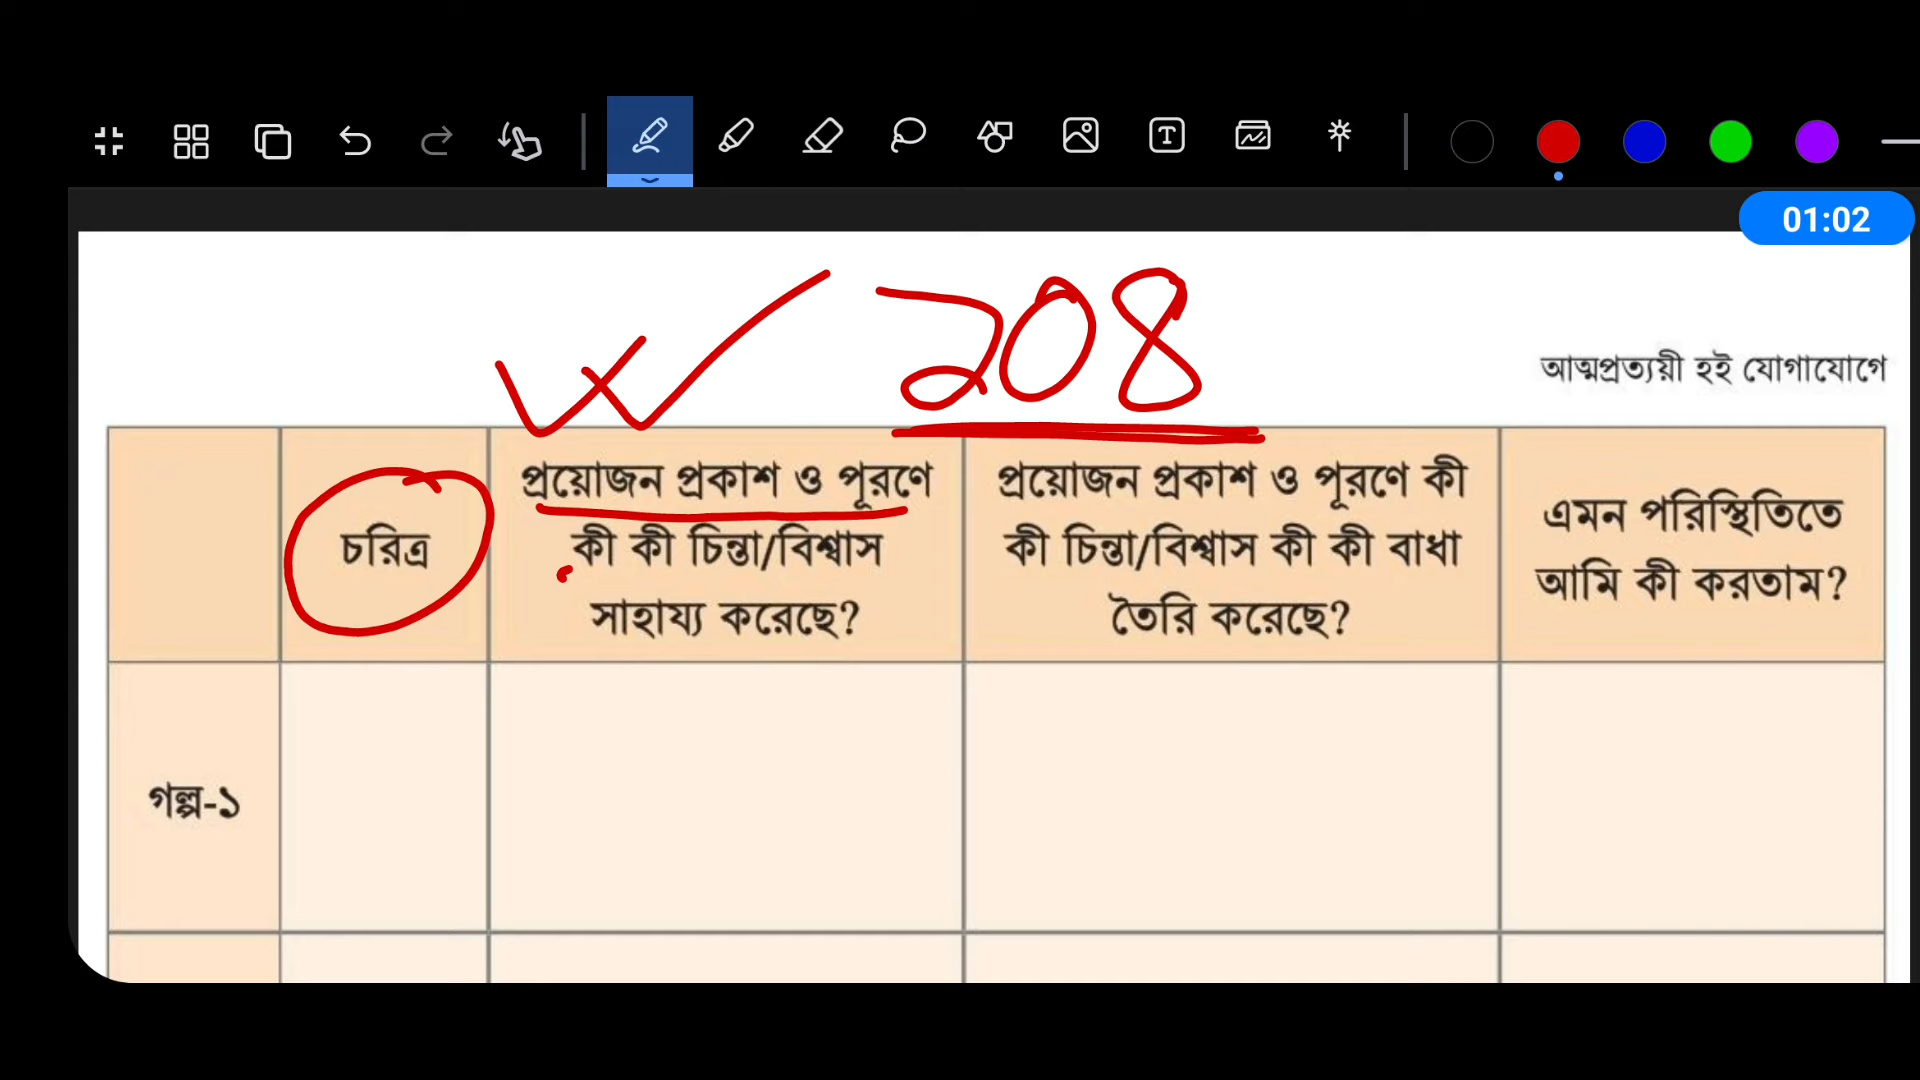 01:02
১০৪
আত্মপ্রত্যয়ী হই যোগাযোগে
চরিত্র
প্রয়োজন প্রকাশ ও পূরণে
কী কী চিন্তা/বিশ্বাস
সাহায্য করেছে?
প্রয়োজন প্রকাশ ও পূরণে কী
কী চিন্তা/বিশ্বাস কী কী বাধা
তৈরি করেছে?
এমন পরিস্থিতিতে
আমি কী করতাম?
গল্প-১